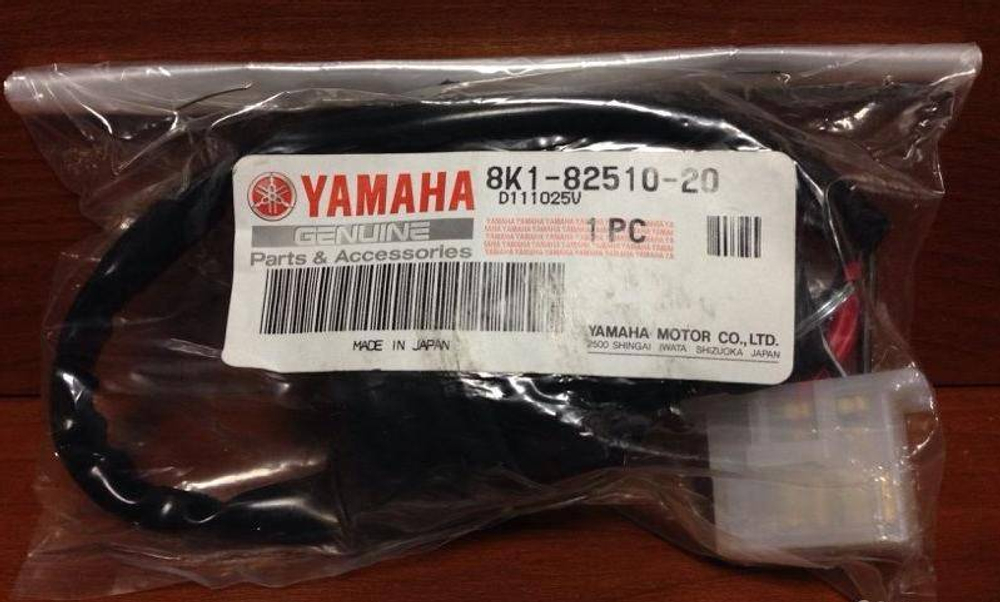 YAMAHA
8K1-82510-20
D111025V
GENUINE
1 PC
Parts & Accessories
YAMAHA MOTOR CO.,LTD.
2500 SHINGAI IWATA SHIZUOKA JAPAN
MADE IN JAPAN